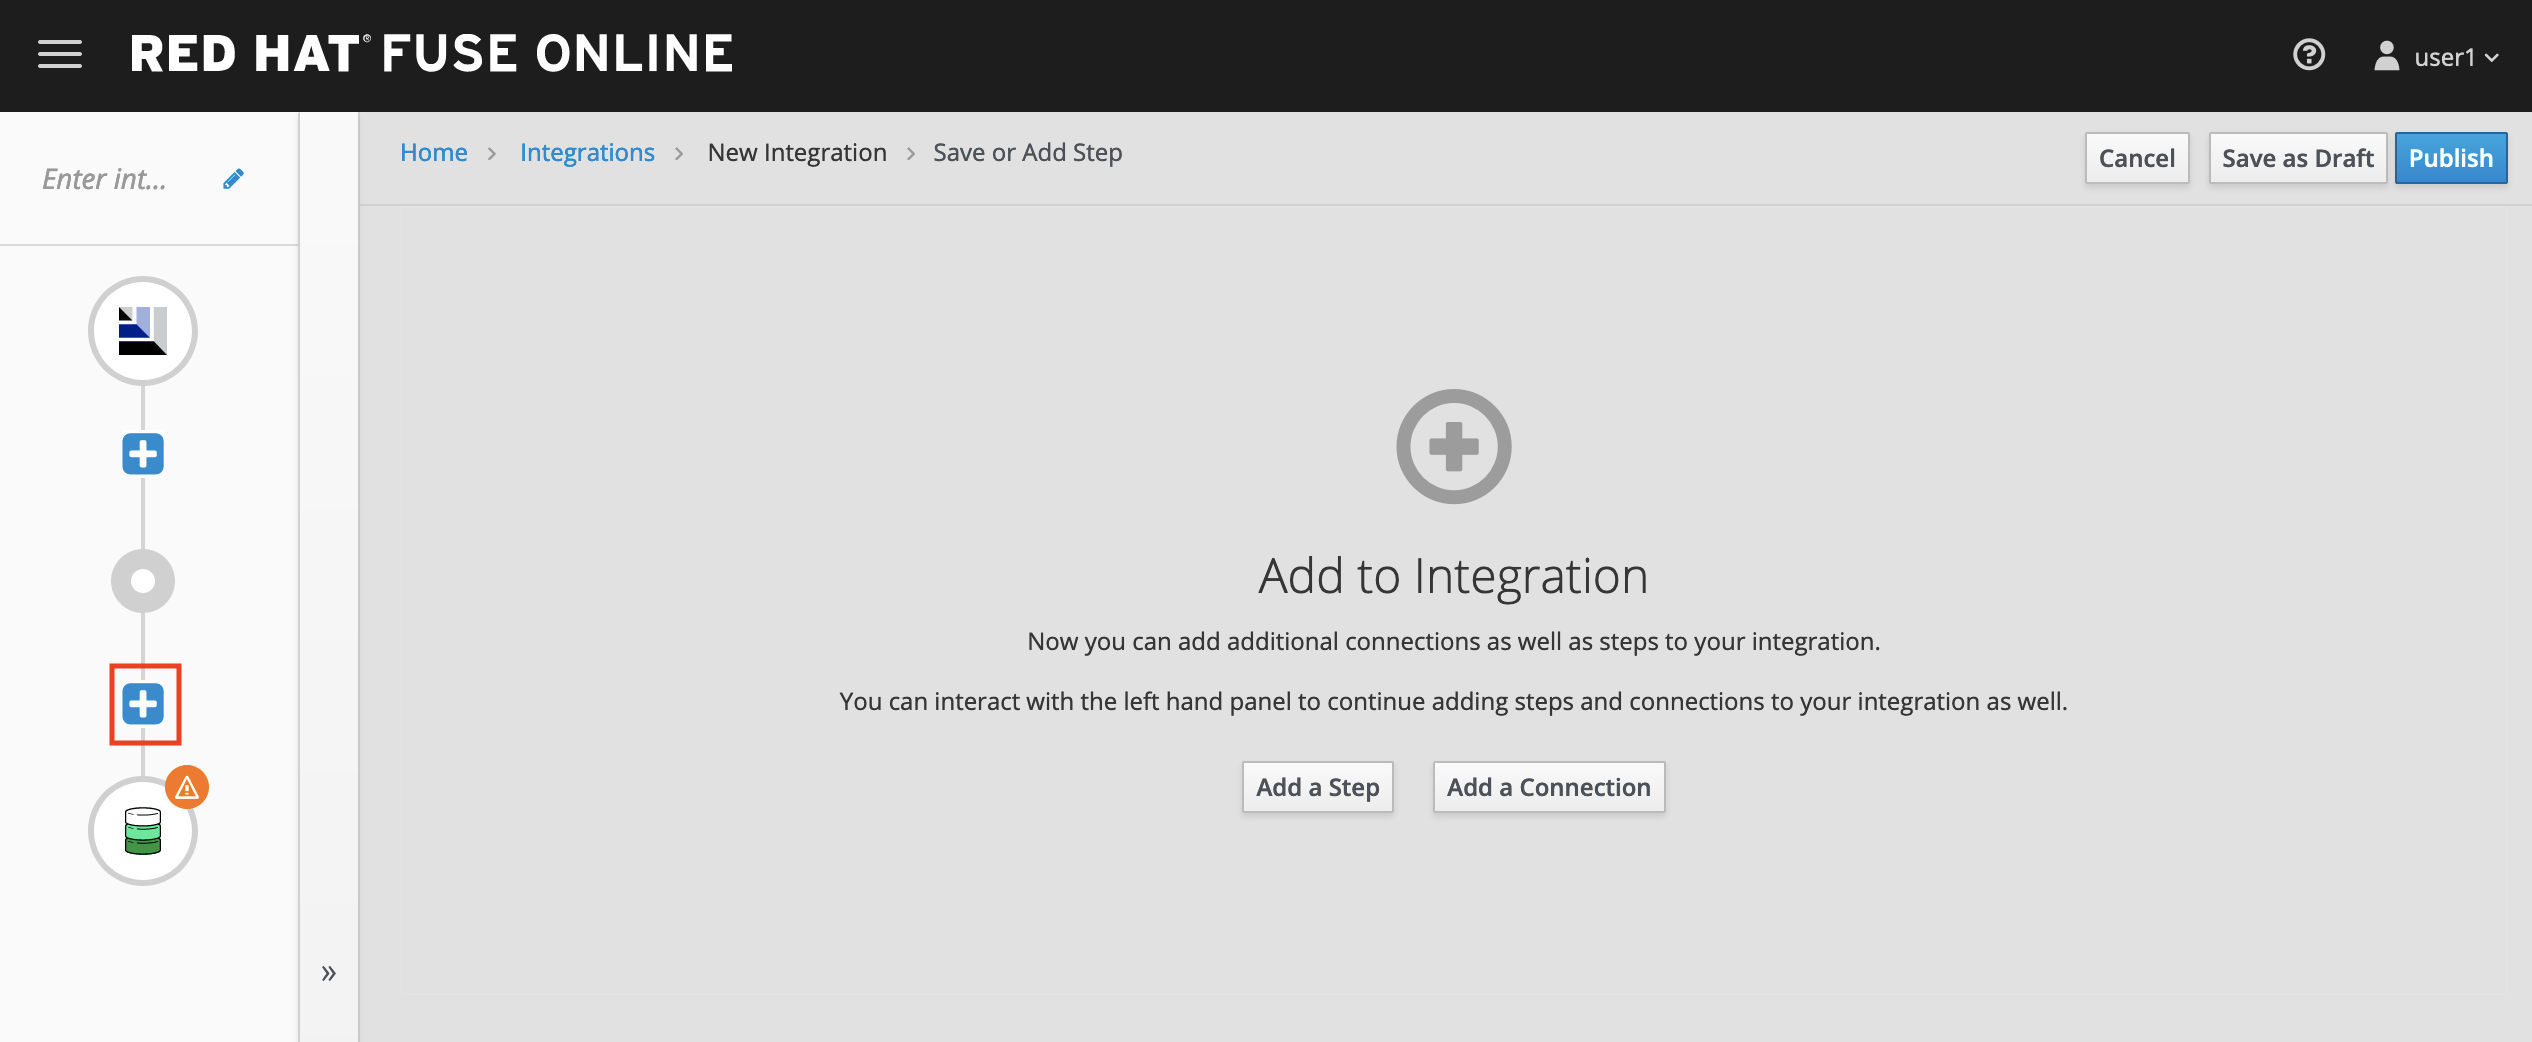 RED HAT® FUSE ONLINE
user1
Enter int...
Home > Integrations > New Integration > Save or Add Step
Cancel
Save as Draft
Publish
Add to Integration
Now you can add additional connections as well as steps to your integration.
You can interact with the left hand panel to continue adding steps and connections to your integration as well.
Add a Step
Add a Connection
»